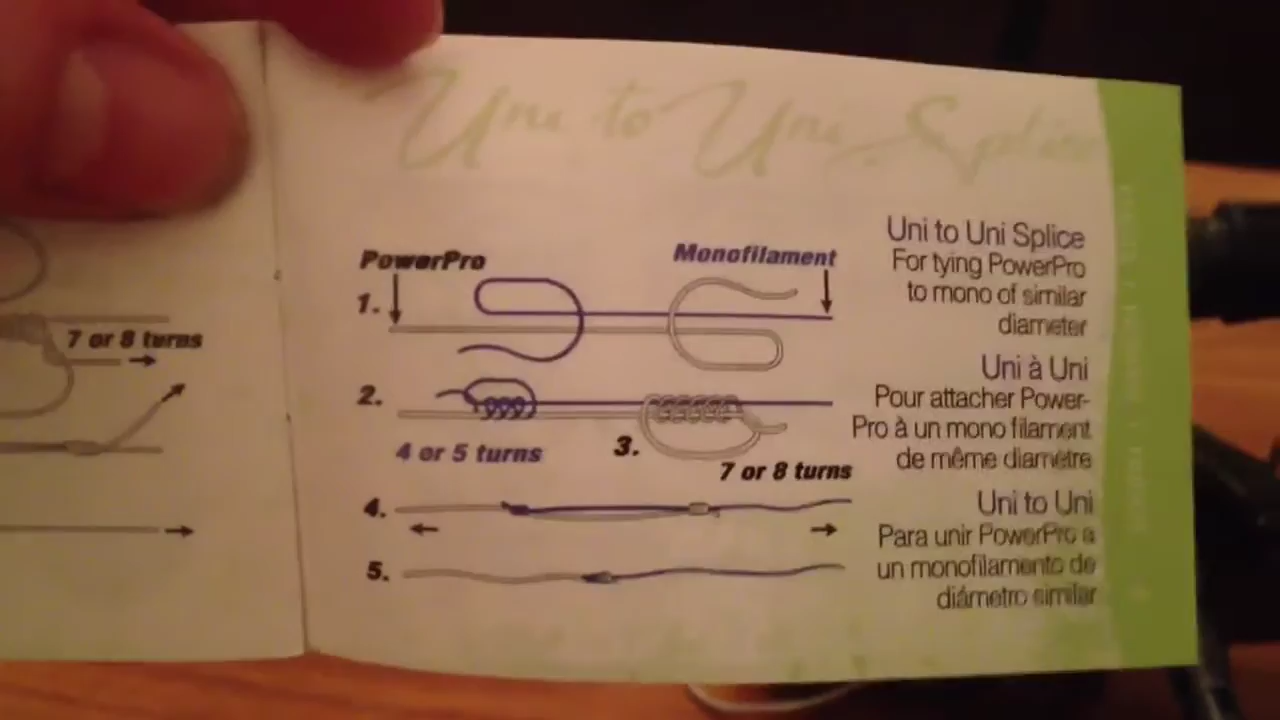 7 or 8 turns
Uni to Uni Splice
PowerPro
Monofilament
1.
2.
4 or 5 turns
3.
7 or 8 turns
4.
5.
Uni to Uni Splice
For tying PowerPro
to mono of similar
diameter
Uni à Uni
Pour attacher Power-
Pro à un mono filament
de même diamètre
Uni to Uni
Para unir PowerPro a
un monofilamento de
diámetro similar